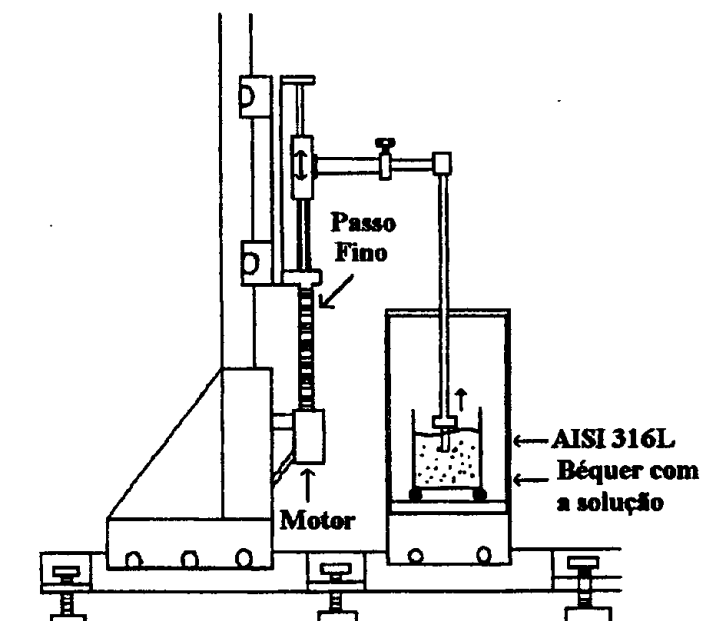 Passo
Fino
AISI 316L
Béquer com
a solução
Motor